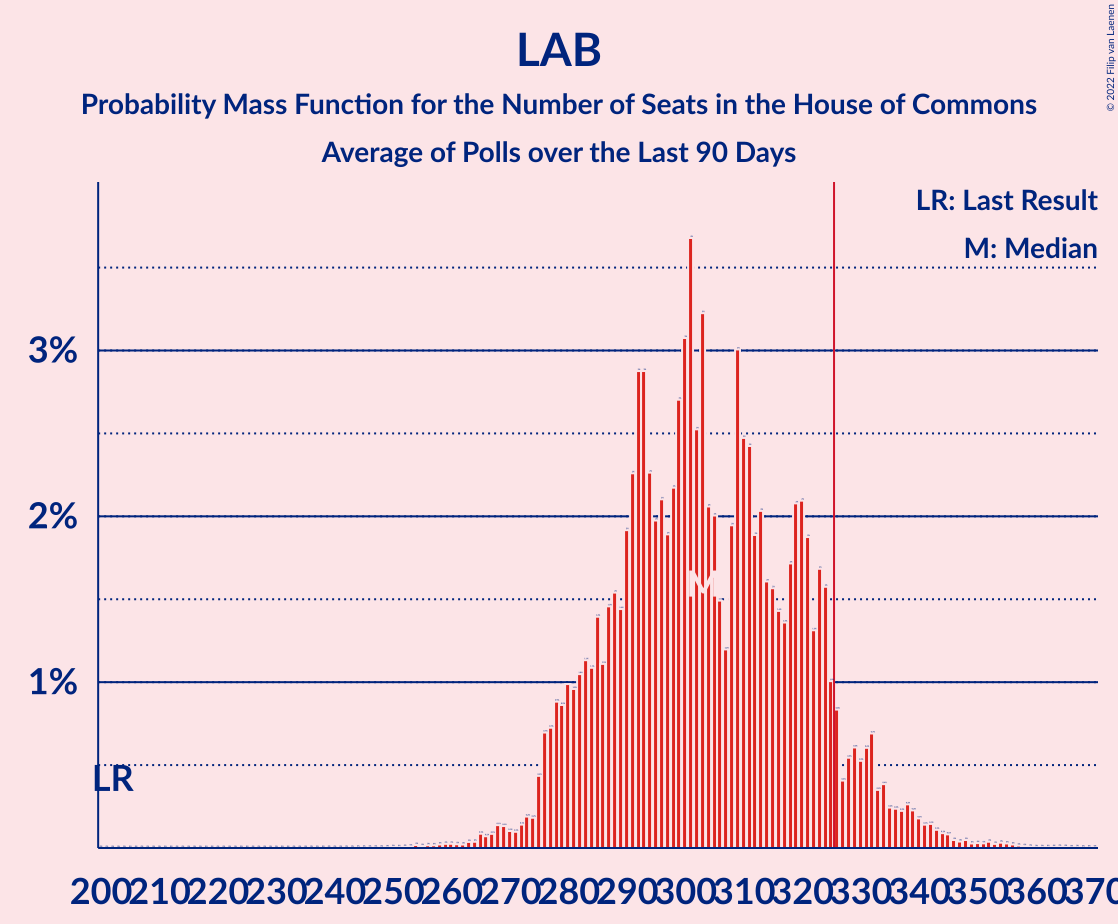 LAB
Probability Mass Function for the Number of Seats in the House of Commons
Average of Polls over the Last 90 Days
© 2022 Filip van Laenen
LR: Last Result
M: Median
3%
2%
1%
M
LR
200 210 220 230 240 250 260 270 280 290 300 310 320 330 340 350 360 370